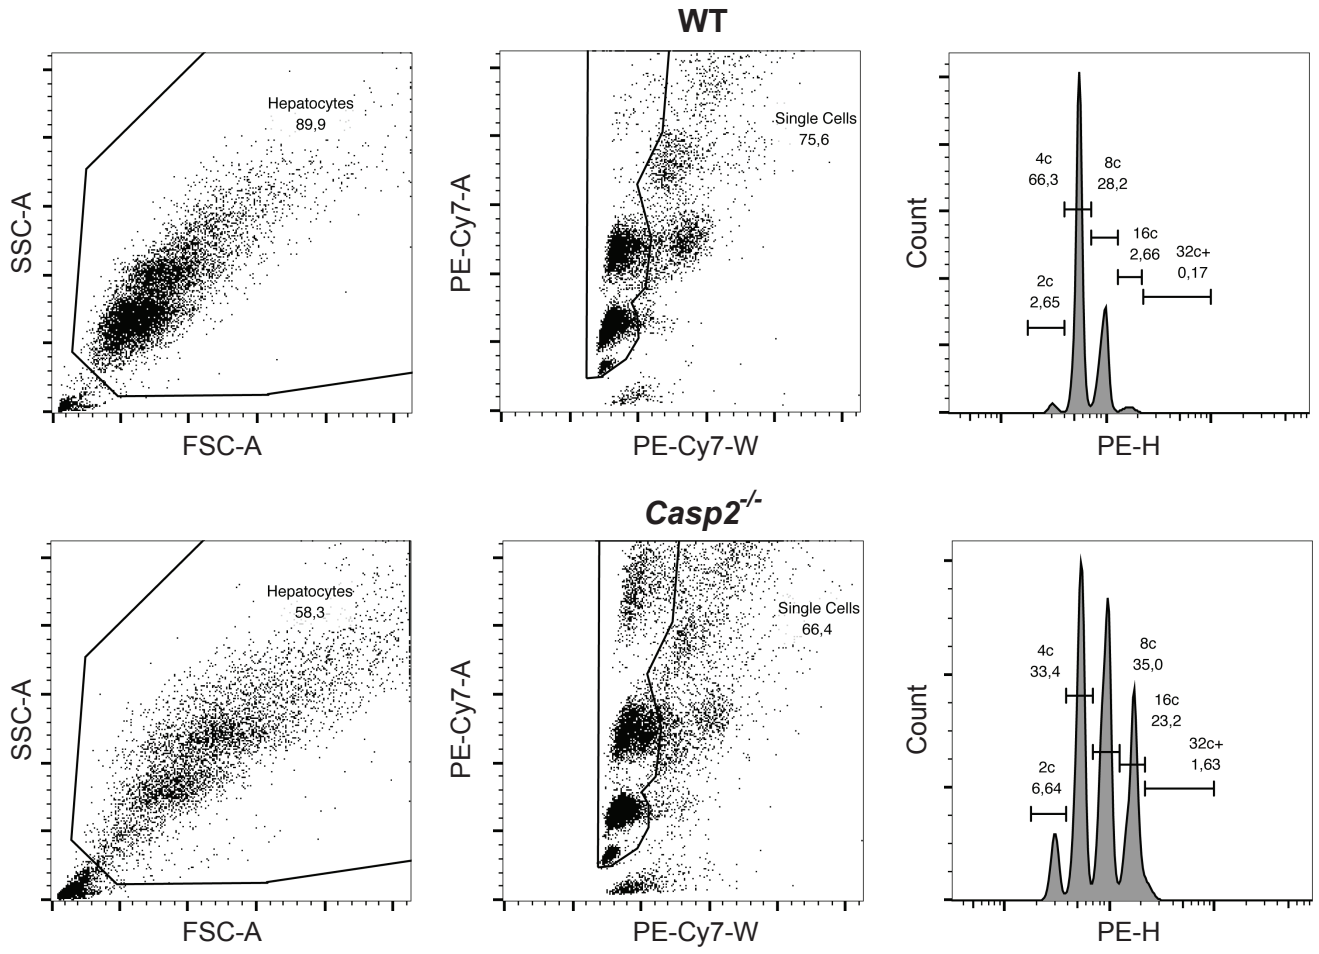 WT
SSC-A
Hepatocytes
89,9
FSC-A
PE-Cy7-A
Single Cells
75,6
PE-Cy7-W
Count
4c
66,3
8c
28,2
16c
2,66
32c+
0,17
2c
2,65
PE-H
Casp2-/-
SSC-A
Hepatocytes
58,3
FSC-A
PE-Cy7-A
Single Cells
66,4
PE-Cy7-W
Count
4c
33,4
8c
35,0
16c
23,2
32c+
1,63
2c
6,64
PE-H